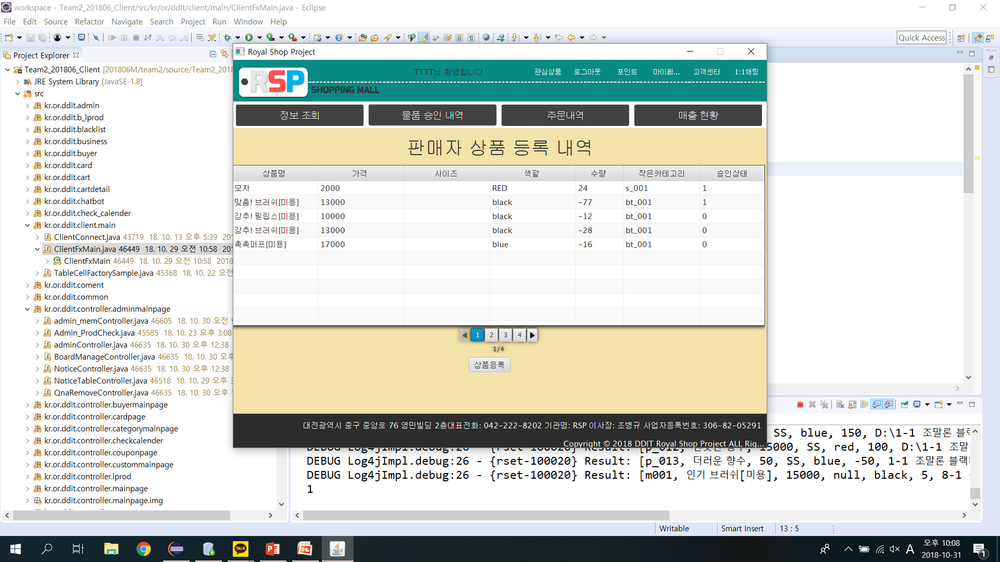 workspace - Team2_201806_Client/src/kr/or/ddit/client/main/ClientFxMain.java - Eclipse
File Edit Source Refactor Navigate Search Project Run Window Help
Quick Access
Project Explorer
Team2_201806_Client [201806M/team2/source/Team2_2018
JRE System Library [JavaSE-1.8]
src
kr.or.ddit.admin
kr.or.ddit.b_lprod
kr.or.ddit.blacklist
kr.or.ddit.business
kr.or.ddit.buyer
kr.or.ddit.card
kr.or.ddit.cart
kr.or.ddit.cartdetail
kr.or.ddit.chatbot
kr.or.ddit.check_calender
kr.or.ddit.client.main
ClientConnect.java 43719 18. 10. 13 오후 5:39 201
ClientFxMain.java 46449 18. 10. 29 오전 10:58 201
ClientFxMain 46449 18. 10. 29 오전 10:58 2018
TableCellFactorySample.java 45368 18. 10. 22 오전
kr.or.ddit.coment
kr.or.ddit.common
kr.or.ddit.controller.adminmainpage
admin_memController.java 46605 18. 10. 30 오전
Admin_ProdCheck.java 45585 18. 10. 23 오후 3:08
adminController.java 46635 18. 10. 30 오후 12:38
BoardManageController.java 46635 18. 10. 30 오후
NoticeController.java 46635 18. 10. 30 오후 12:38
NoticeTableController.java 46518 18. 10. 29 오후 3
QnaRemoveController.java 46635 18. 10. 30 오후
kr.or.ddit.controller.buyermainpage
kr.or.ddit.controller.cardpage
kr.or.ddit.controller.categorymainpage
kr.or.ddit.controller.checkcalender
kr.or.ddit.controller.couponpage
kr.or.ddit.controller.custommainpage
kr.or.ddit.controller.lprod
kr.or.ddit.controller.mainpage
kr.or.ddit.controller.mainpage.img
Royal Shop Project
RSP
SHOPPING MALL
TTTT님 환영합니다 관심상품 로그아웃 포인트 마이페... 고객센터 1:1채팅
정보 조회 물품 승인 내역 주문내역 매출 현황
판매자 상품 등록 내역
상품명 가격 사이즈 색깔 수량 작은카테고리 승인상태
모자 2000 RED 24 s_001 1
맞춤! 브러쉬[미용] 13000 black -77 bt_001 1
강추! 필립스[미용] 10000 black -12 bt_001 0
강추! 브러쉬[미용] 13000 black -28 bt_001 0
촉촉퍼프[미용] 17000 blue -16 bt_001 0
1 2 3 4
1/4
상품등록
대전광역시 중구 중앙로 76 영민빌딩 2층대표전화: 042-222-8202 기관명: RSP 이사장: 조병규 사업자등록번호: 306-82-05291
Copyright © 2018 DDIT Royal Shop Project ALL Rig...
SS, blue, 150, D:\1-1 조말론 블랙
DEBUG Log4jImpl.debug:26 - {rset-100020} Result: [p_012, 향수, 15000, SS, red, 100, D:\1-1 조말
DEBUG Log4jImpl.debug:26 - {rset-100020} Result: [p_013, 더러운 향수, 50, SS, blue, -50, 1-1 조말론 블랙
DEBUG Log4jImpl.debug:26 - {rset-100020} Result: [m001, 인기 브러쉬[미용], 15000, null, black, 5, 8-1
1
Writable Smart Insert 13 : 5
TALK
A
오후 10:08
2018-10-31
1